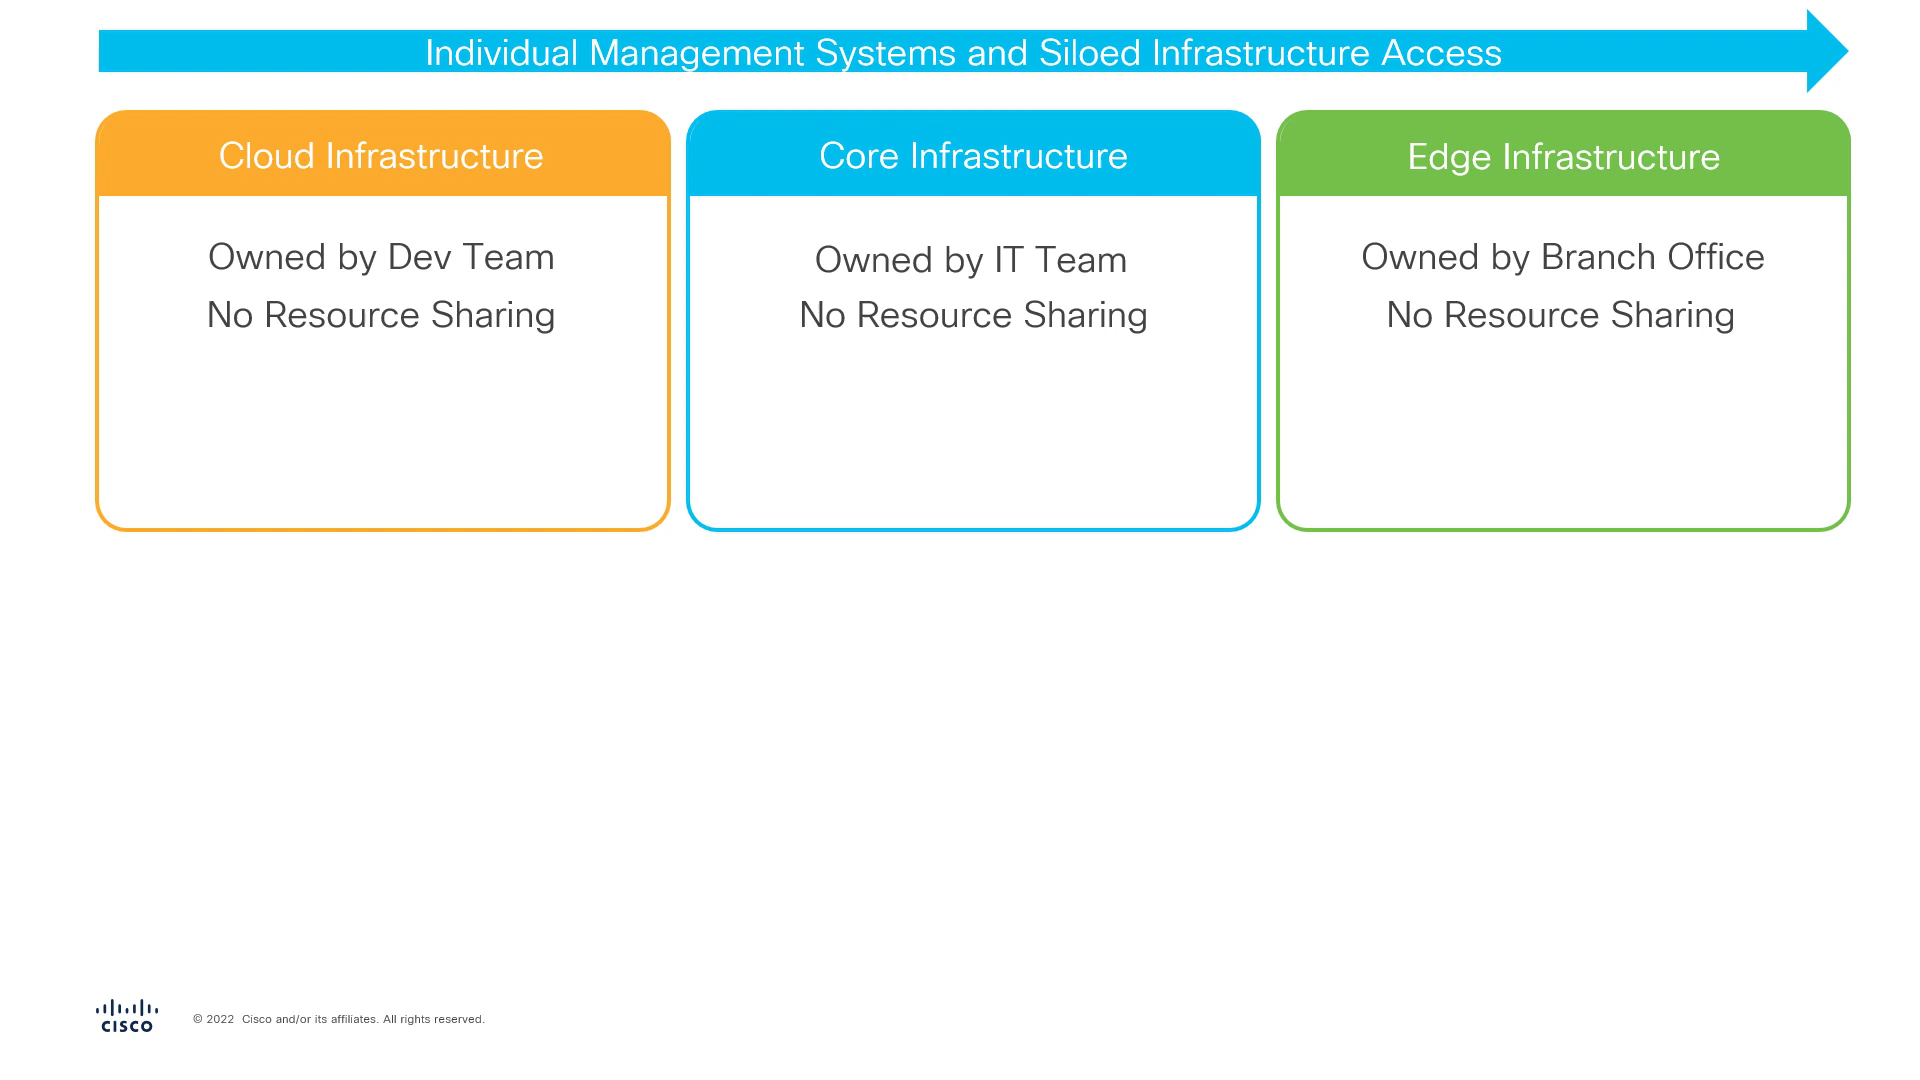 Individual Management Systems and Siloed Infrastructure Access
Cloud Infrastructure
Owned by Dev Team
No Resource Sharing
Core Infrastructure
Owned by IT Team
No Resource Sharing
Edge Infrastructure
Owned by Branch Office
No Resource Sharing
CISCO
© 2022 Cisco and/or its affiliates. All rights reserved.